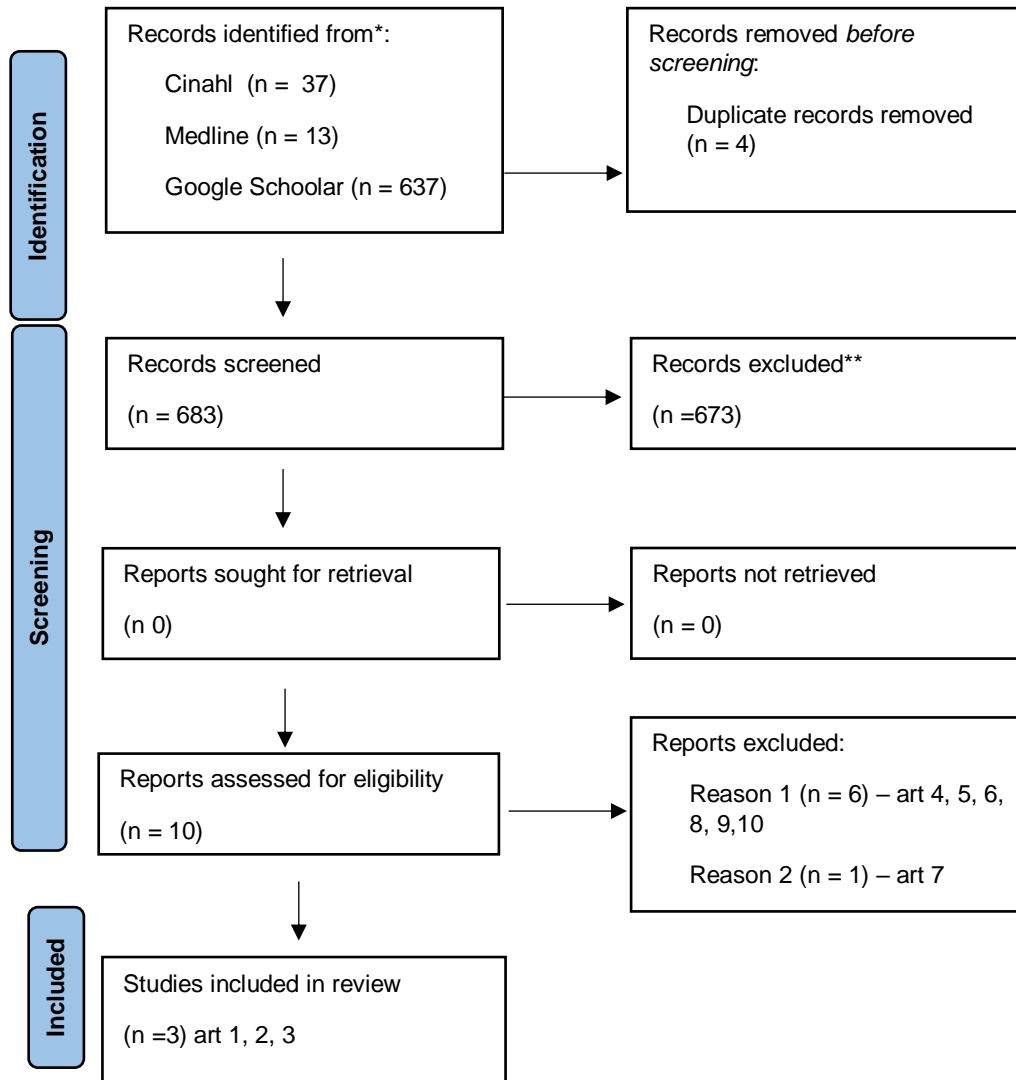 Identification
Records identified from*:
Cinahl  (n =  37)
Medline (n = 13)
Google Schoolar (n = 637)
Records removed before
screening:
Duplicate records removed
(n = 4)
Screening
Records screened
(n = 683)
Records excluded**
(n =673)
Reports sought for retrieval
(n 0)
Reports not retrieved
(n = 0)
Reports assessed for eligibility
(n = 10)
Reports excluded:
Reason 1 (n = 6) – art 4, 5, 6,
8, 9,10
Reason 2 (n = 1) – art 7
Included
Studies included in review
(n =3) art 1, 2, 3